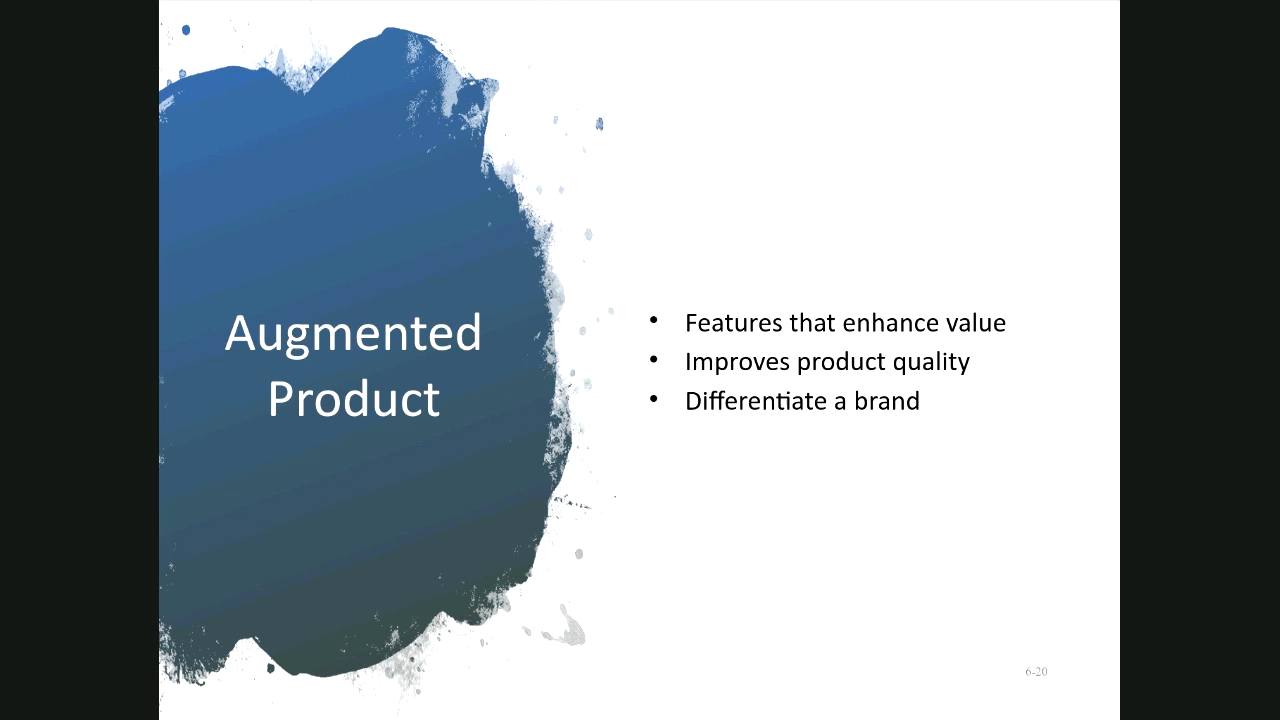 Augmented
Product
• Features that enhance value
• Improves product quality
• Differentiate a brand
6-20